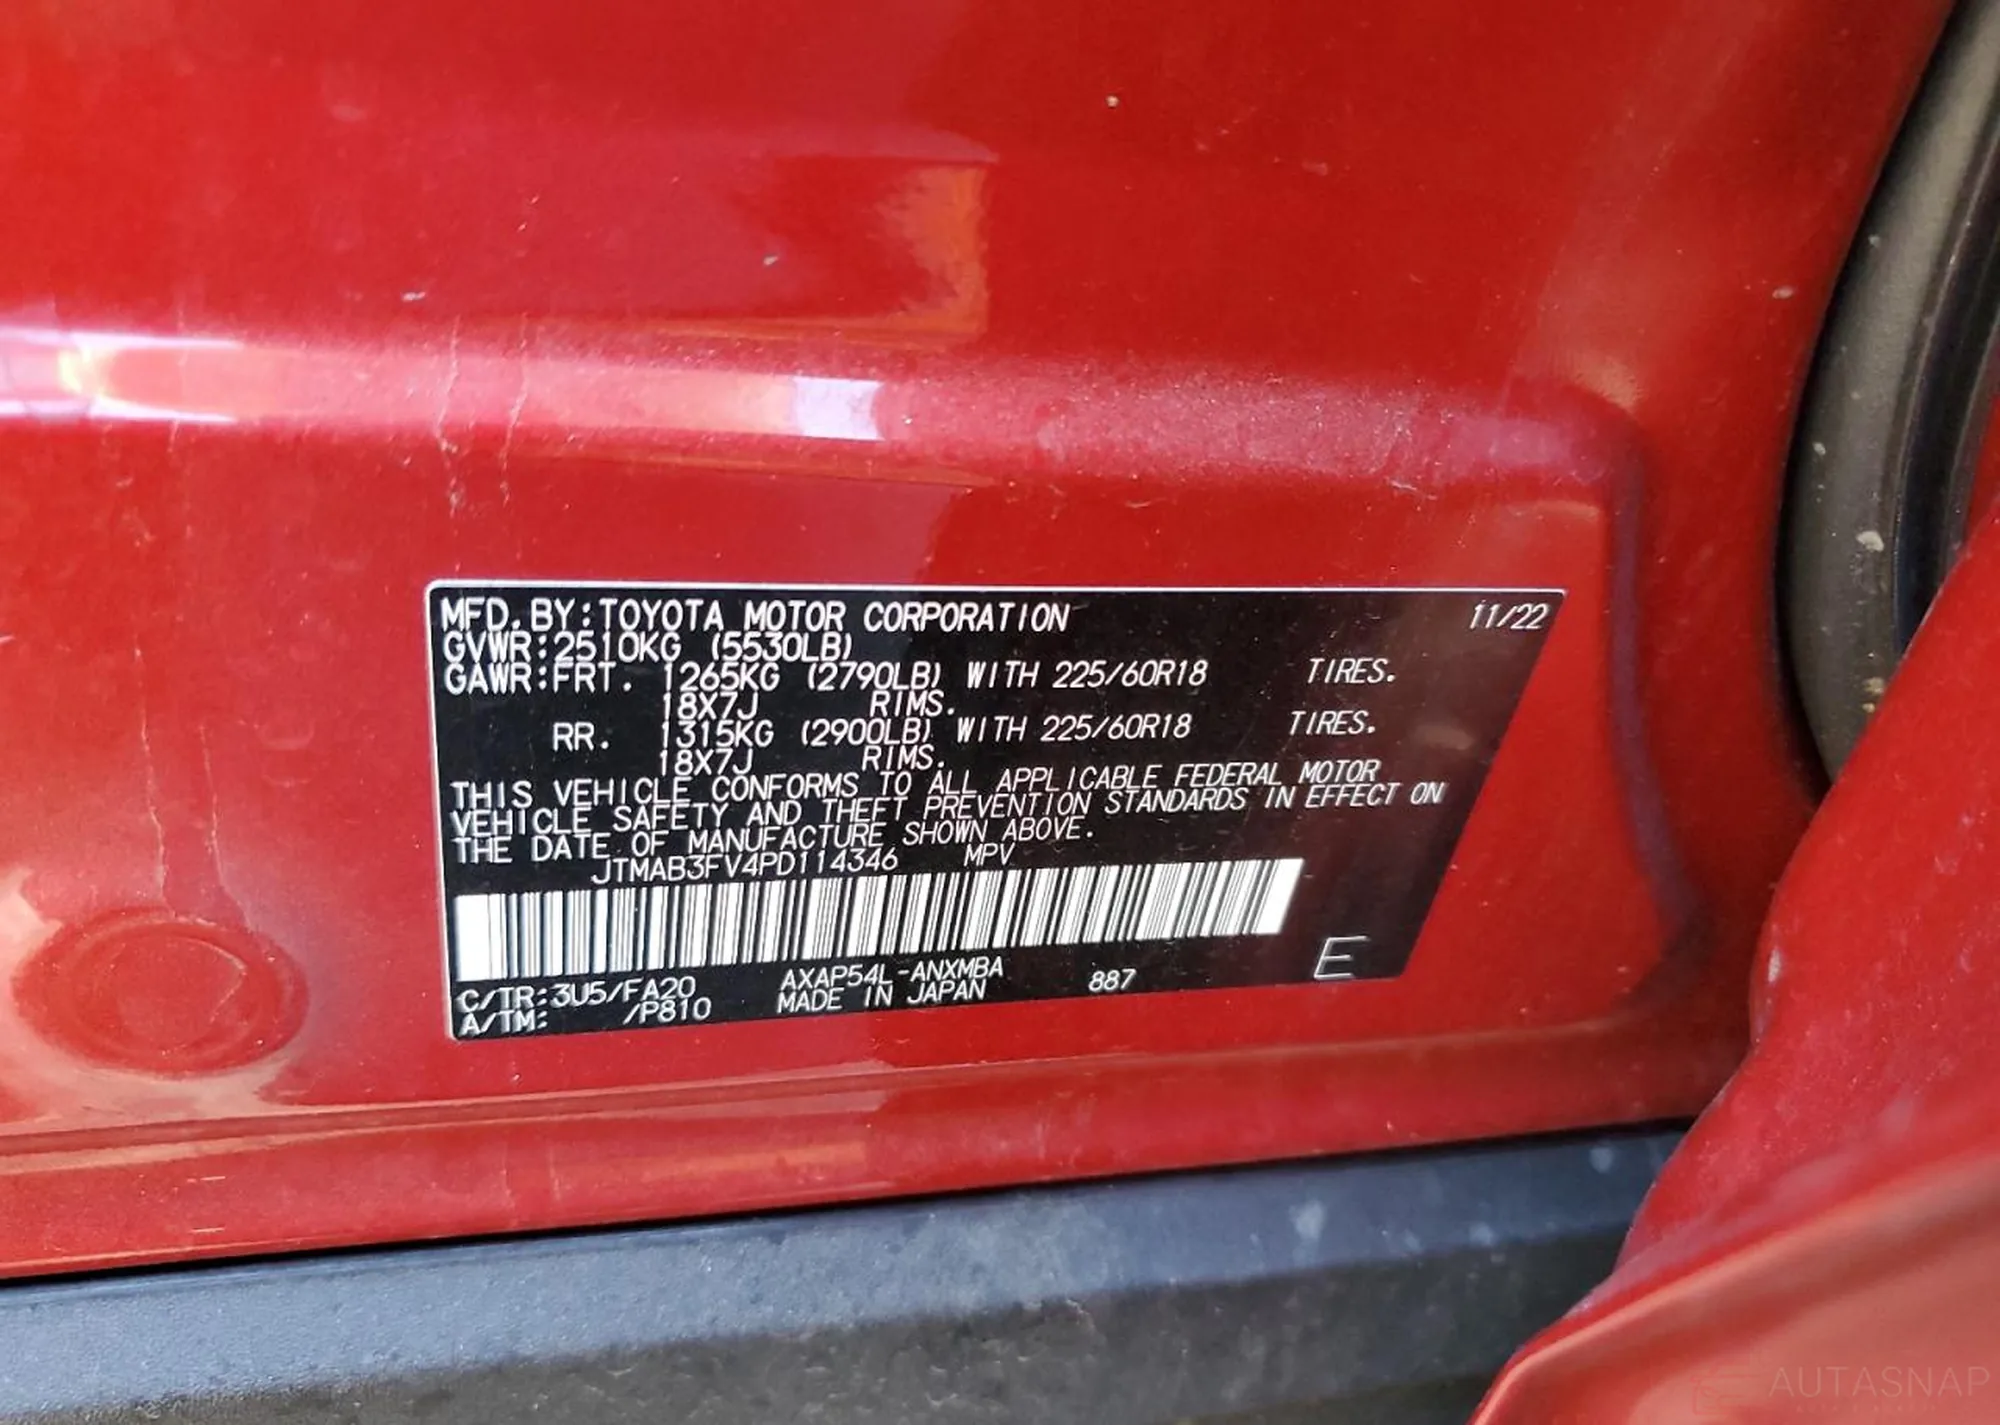 MFD. BY:TOYOTA MOTOR CORPORATION 11/22
GVWR:2510KG (5530LB)
GAWR:FRT. 1265KG (2790LB) WITH 225/60R18 TIRES.
18X7J RIMS.
RR. 1315KG (2900LB) WITH 225/60R18 TIRES.
18X7J RIMS.
THIS VEHICLE CONFORMS TO ALL APPLICABLE FEDERAL MOTOR
VEHICLE SAFETY AND THEFT PREVENTION STANDARDS IN EFFECT ON
THE DATE OF MANUFACTURE SHOWN ABOVE.
JTMAB3FV4PD114346 MPV
E
C/TR:3U5/FA20 AXAP54L-ANXMBA 887
A/TM: /P810 MADE IN JAPAN
AUTASNAP